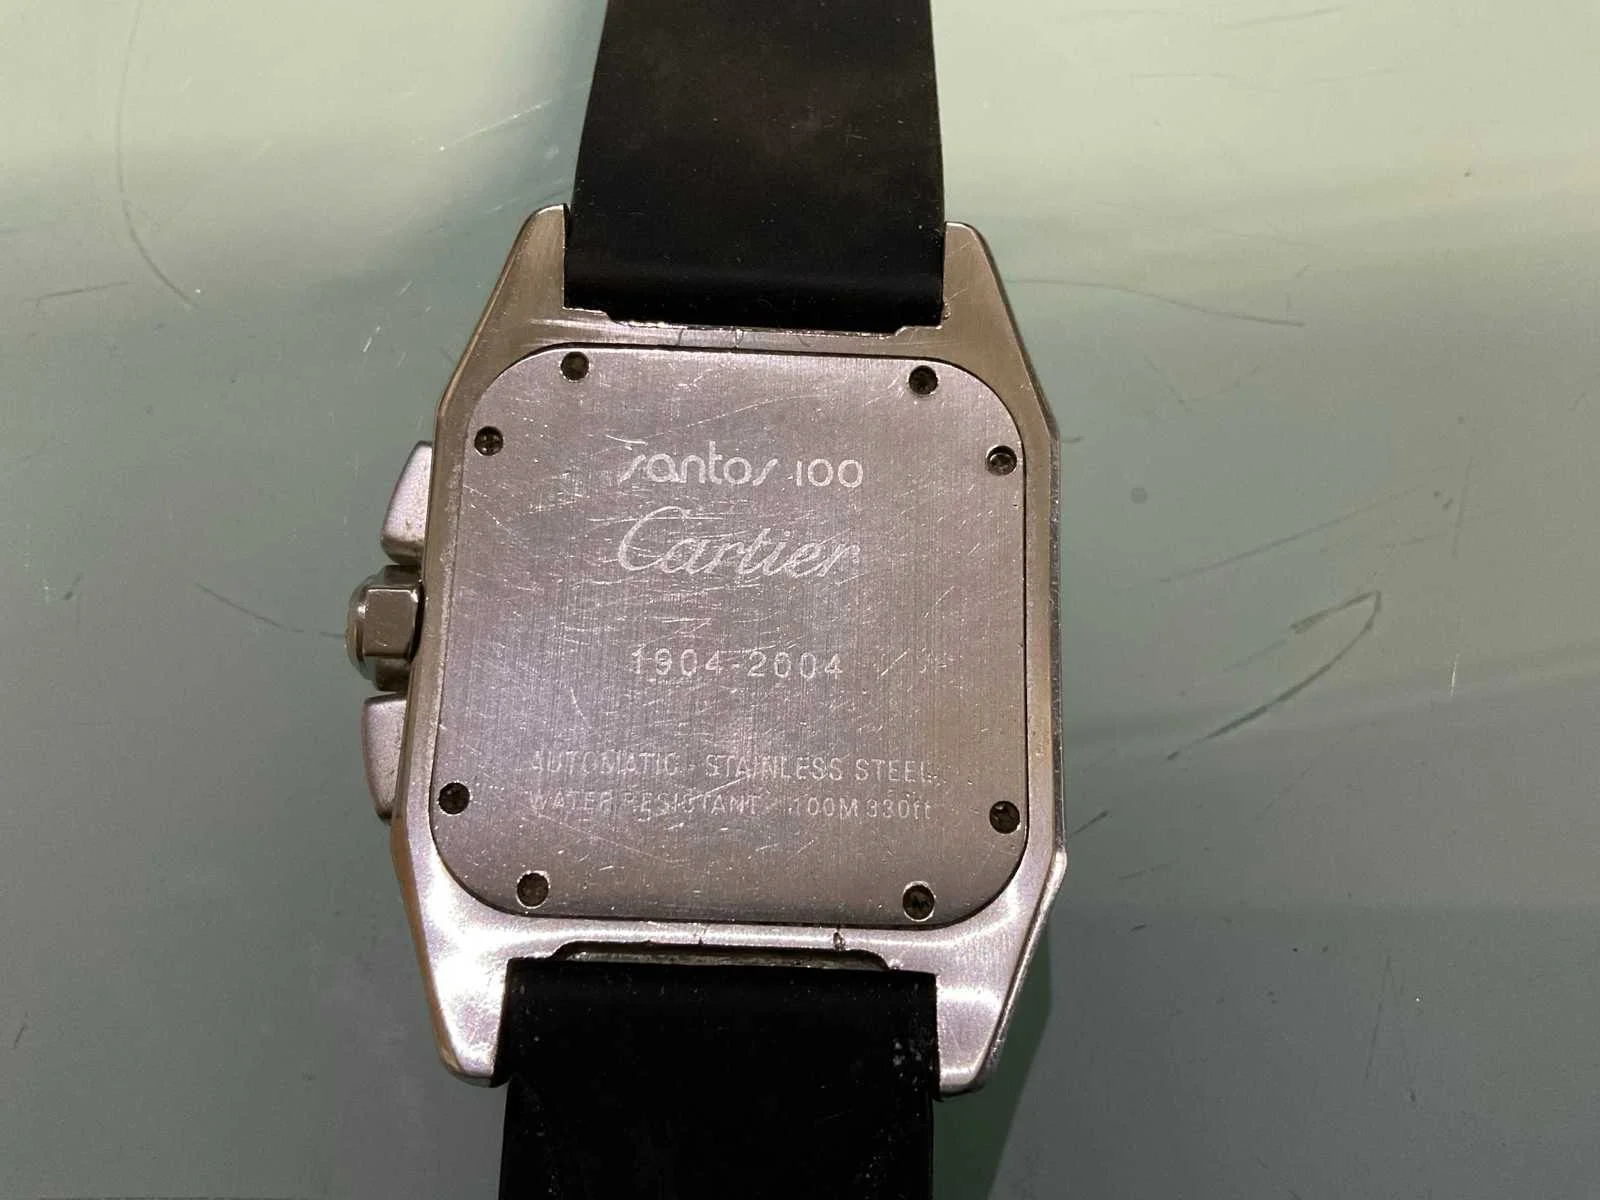 Santos 100
Cartier
1904-2004
AUTOMATIC - STAINLESS STEEL
WATER RESISTANT - 100M 330ft